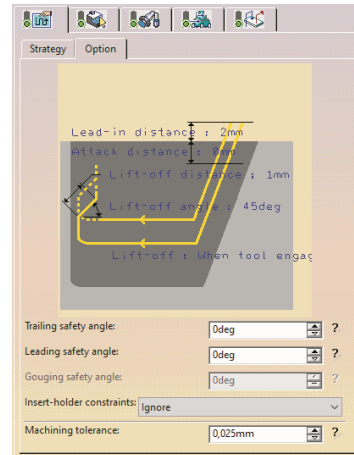 Strategy Option
Lead-in distance : 2mm
Attack distance : 0mm
Lift-off distance : 1mm
Lift-off angle : 45deg
Lift-off : When tool engag
Trailing safety angle: 0deg ?
Leading safety angle: 0deg ?
Gouging safety angle: 0deg ?
Insert-holder constraints: Ignore
Machining tolerance: 0,025mm ?